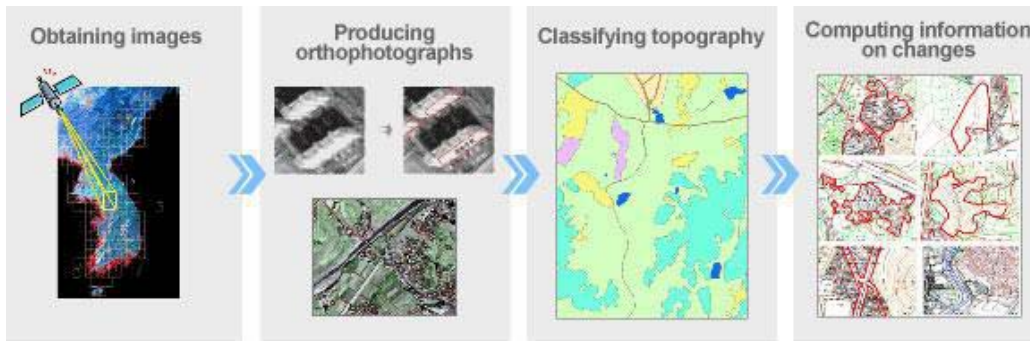 Obtaining images
Producing
orthophotographs
Classifying topography
Computing information
on changes